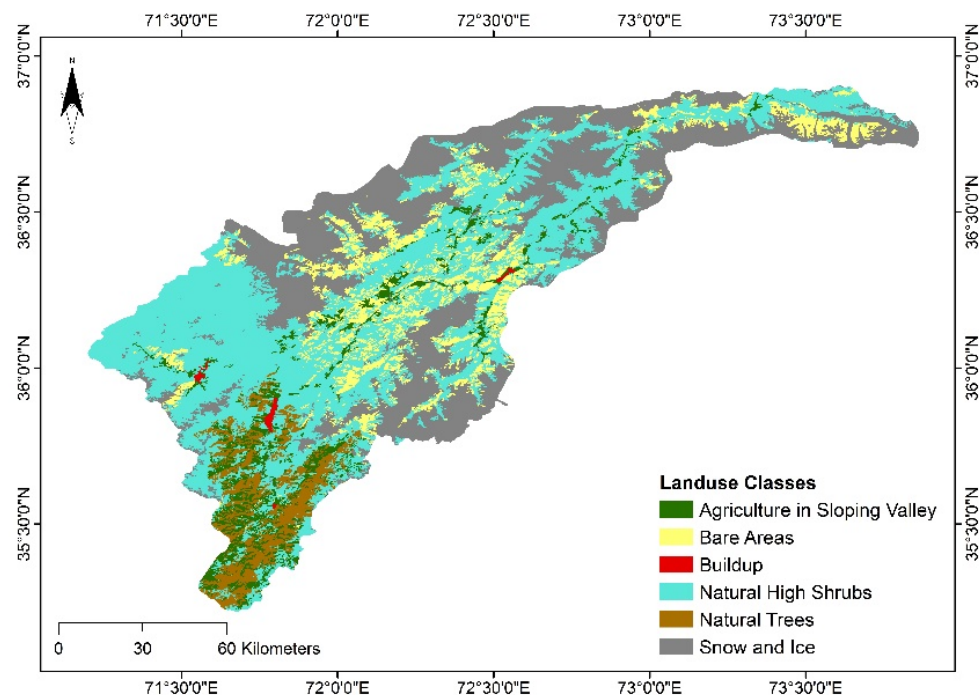 71°30'0"E 72°0'0"E 72°30'0"E 73°0'0"E 73°30'0"E
37°0'0"N 37°0'0"N
N
S
36°30'0"N 36°30'0"N
36°0'0"N 36°0'0"N
35°30'0"N 35°30'0"N
Landuse Classes
Agriculture in Sloping Valley
Bare Areas
Buildup
Natural High Shrubs
Natural Trees
Snow and Ice
0 30 60 Kilometers
71°30'0"E 72°0'0"E 72°30'0"E 73°0'0"E 73°30'0"E